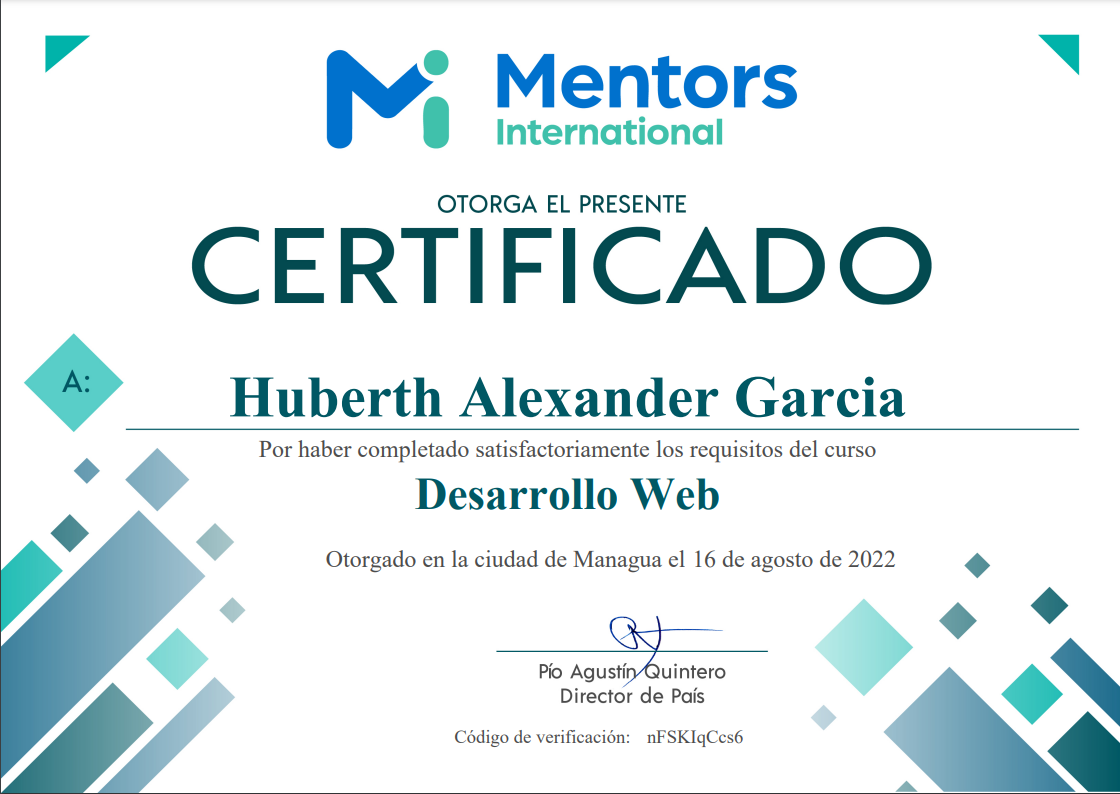 Mentors
International
OTORGA EL PRESENTE
CERTIFICADO
A:
Huberth Alexander Garcia
Por haber completado satisfactoriamente los requisitos del curso
Desarrollo Web
Otorgado en la ciudad de Managua el 16 de agosto de 2022
Pío Agustín Quintero
Director de País
Código de verificación: nFSKIqCcs6